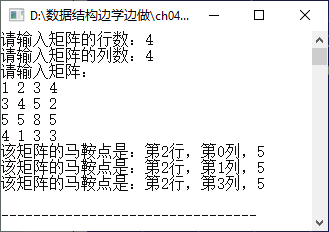 D:\数据结构边学边做\ch04...
请输入矩阵的行数：4
请输入矩阵的列数：4
请输入矩阵：
1 2 3 4
3 4 5 2
5 5 8 5
4 1 3 3
该矩阵的马鞍点是：第2行，第0列，5
该矩阵的马鞍点是：第2行，第1列，5
该矩阵的马鞍点是：第2行，第3列，5
--------------------------------